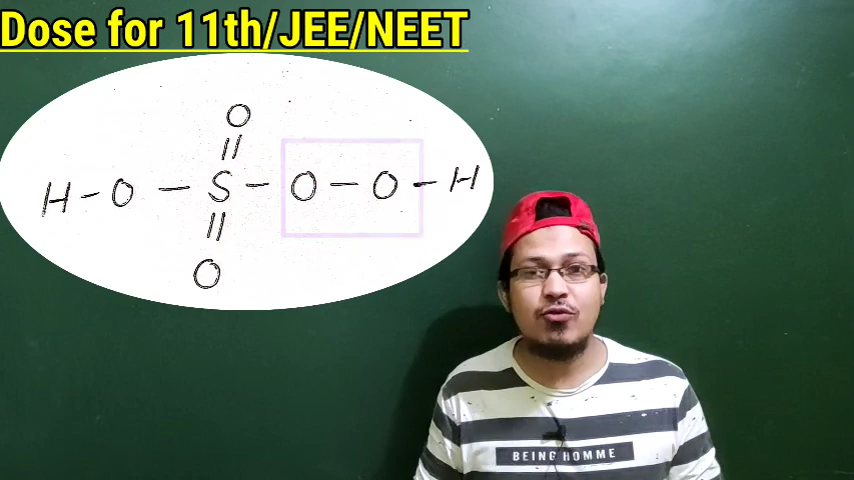 Dose for 11th/JEE/NEET
O
||
H-O-S-O-O-H
||
O
BEING HOMME